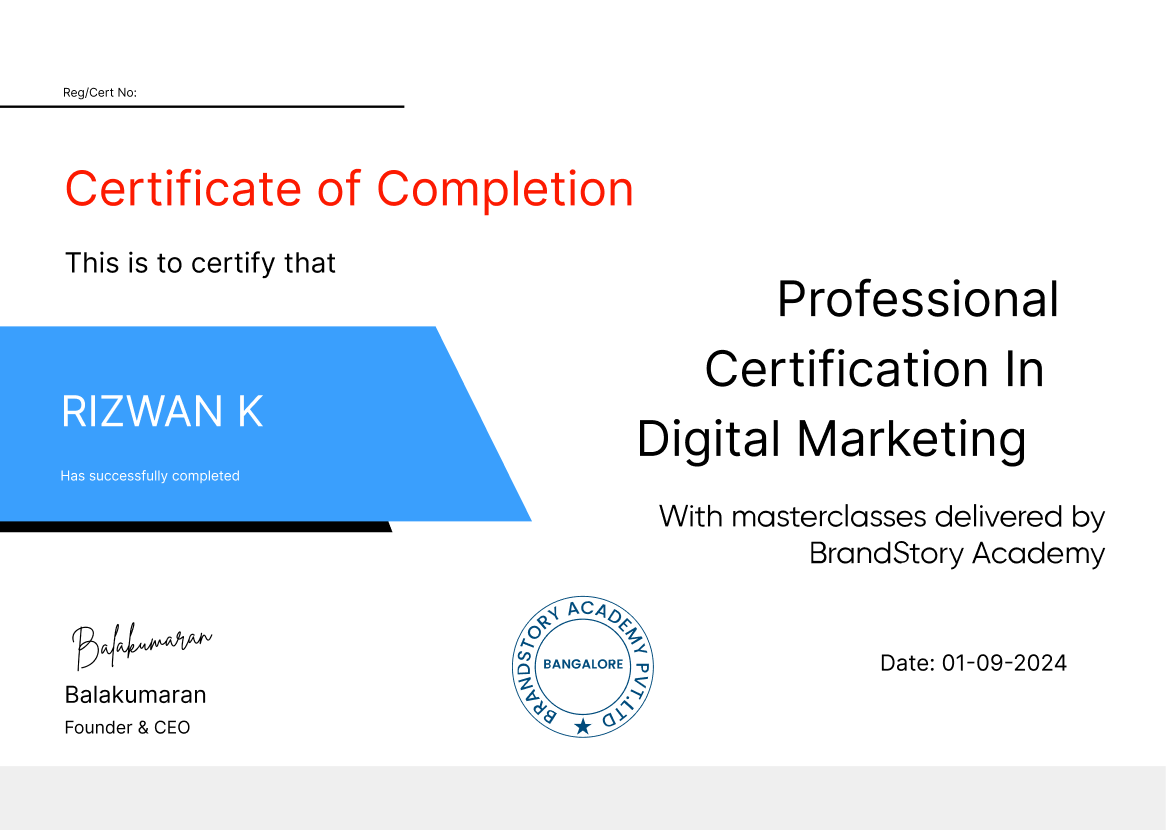 Reg/Cert No:
Certificate of Completion
This is to certify that
RIZWAN K
Has successfully completed
Professional
Certification In
Digital Marketing
With masterclasses delivered by
BrandStory Academy
Balakumaran
Balakumaran
Founder & CEO
BRANDSTORY ACADEMY PVT.LTD
BANGALORE
Date: 01-09-2024